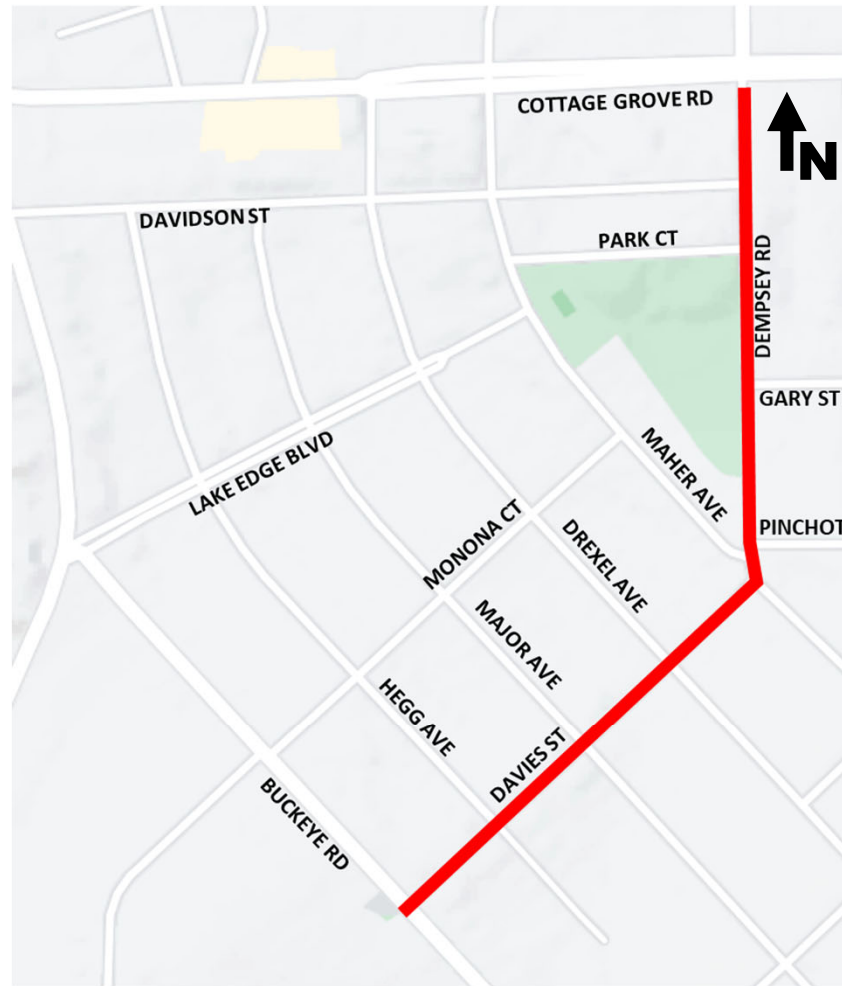 COTTAGE GROVE RD
N
DAVIDSON ST
PARK CT
DEMPSEY RD
GARY ST
LAKE EDGE BLVD
MAHER AVE
MONONA CT
DREXEL AVE
PINCHOT
MAJOR AVE
HEGG AVE
DAVIES ST
BUCKEYE RD